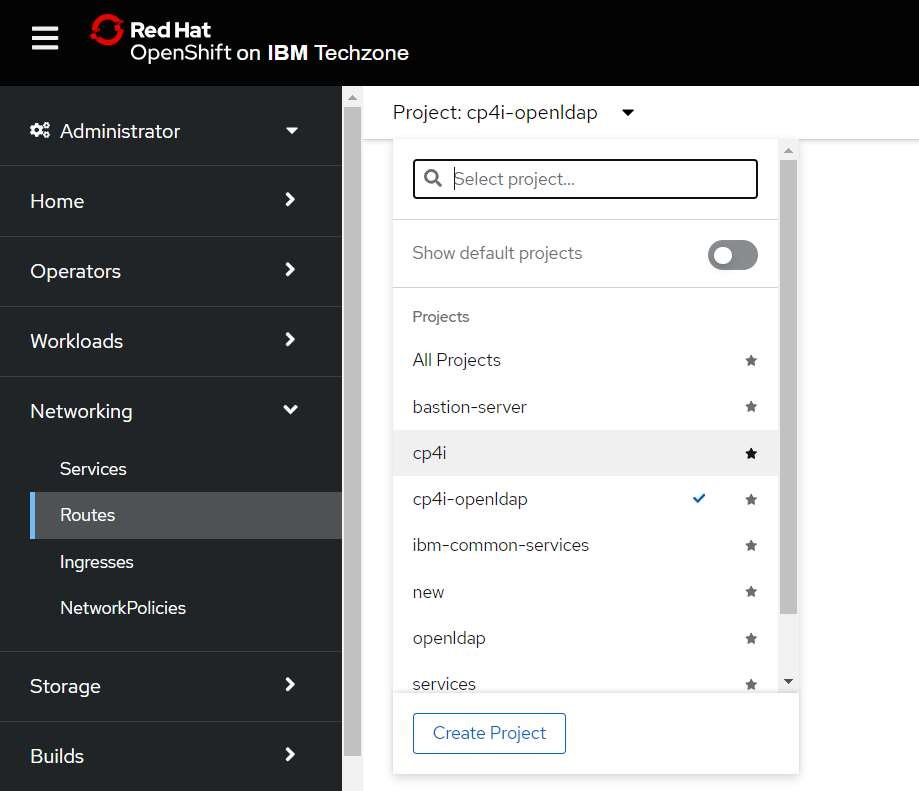 Red Hat
OpenShift on IBM Techzone
Administrator
Home
Operators
Workloads
Networking
Services
Routes
Ingresses
NetworkPolicies
Storage
Builds
Project: cp4i-openldap
Select project...
Show default projects
Projects
All Projects
bastion-server
cp4i
cp4i-openldap
ibm-common-services
new
openldap
services
Create Project